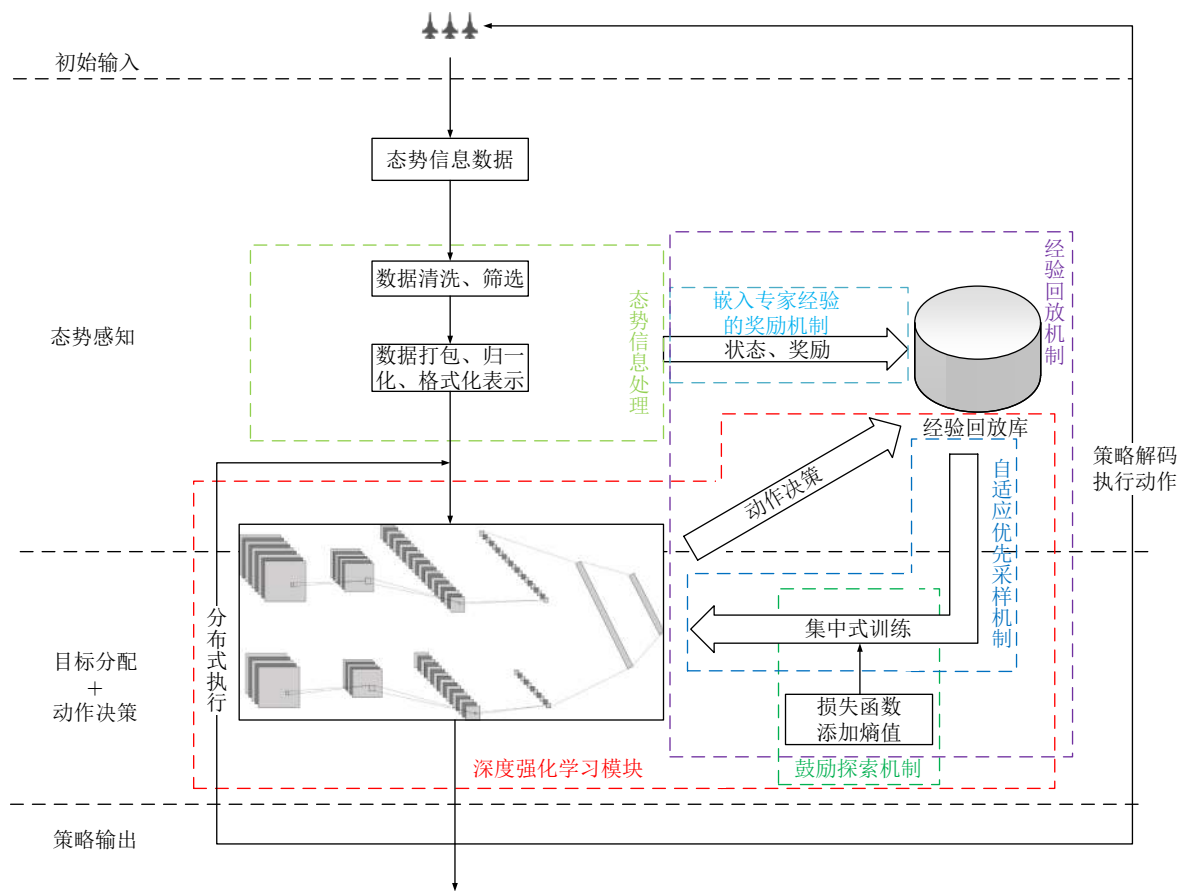 初始输入
态势信息数据
数据清洗、筛选
数据打包、归一
化、格式化表示
态势信息处理
态势感知
嵌入专家经验
的奖励机制
状态、奖励
经验回放机制
经验回放库
动作决策
自适应优先采样机制
策略解码
执行动作
分布式执行
集中式训练
目标分配
+
动作决策
损失函数
添加熵值
深度强化学习模块
鼓励探索机制
策略输出